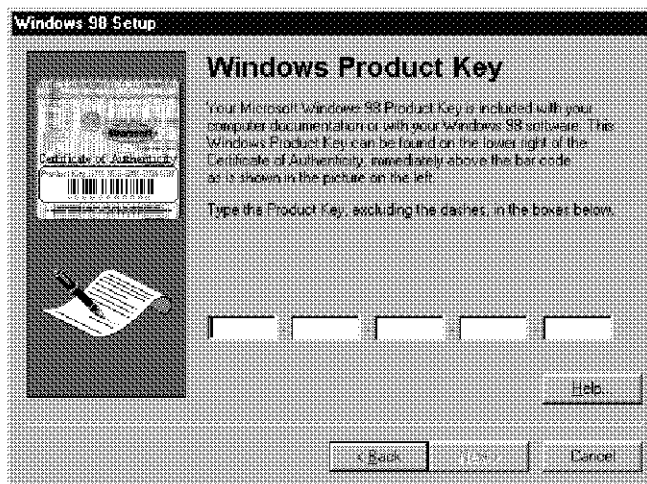 Windows 98 Setup
Windows Product Key
Your Microsoft Windows 98 Product Key is included with your
computer documentation or with your Windows 98 software. This
Windows Product Key can be found on the lower right of the
Certificate of Authenticity, immediately above the bar code
as is shown in the picture on the left.
Type the Product Key, excluding the dashes, in the boxes below.
Certificate of Authenticity
Product Key
Help...
< Back
Next >
Cancel